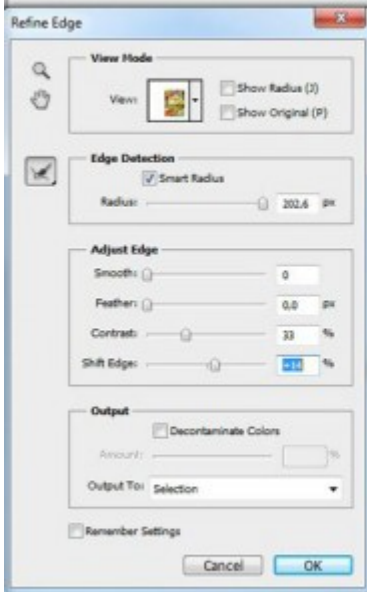 Refine Edge
View Mode
View:
Show Radius (J)
Show Original (P)
Edge Detection
Smart Radius
Radius: 202.6 px
Adjust Edge
Smooth: 0
Feather: 0.0 px
Contrast: 33 %
Shift Edge: +14 %
Output
Decontaminate Colors
Amount: %
Output To: Selection
Remember Settings
Cancel OK